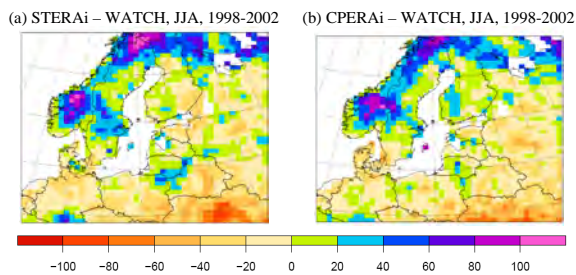 (a) STERAi – WATCH, JJA, 1998-2002 (b) CPERAi – WATCH, JJA, 1998-2002
−100 −80 −60 −40 −20 0 20 40 60 80 100